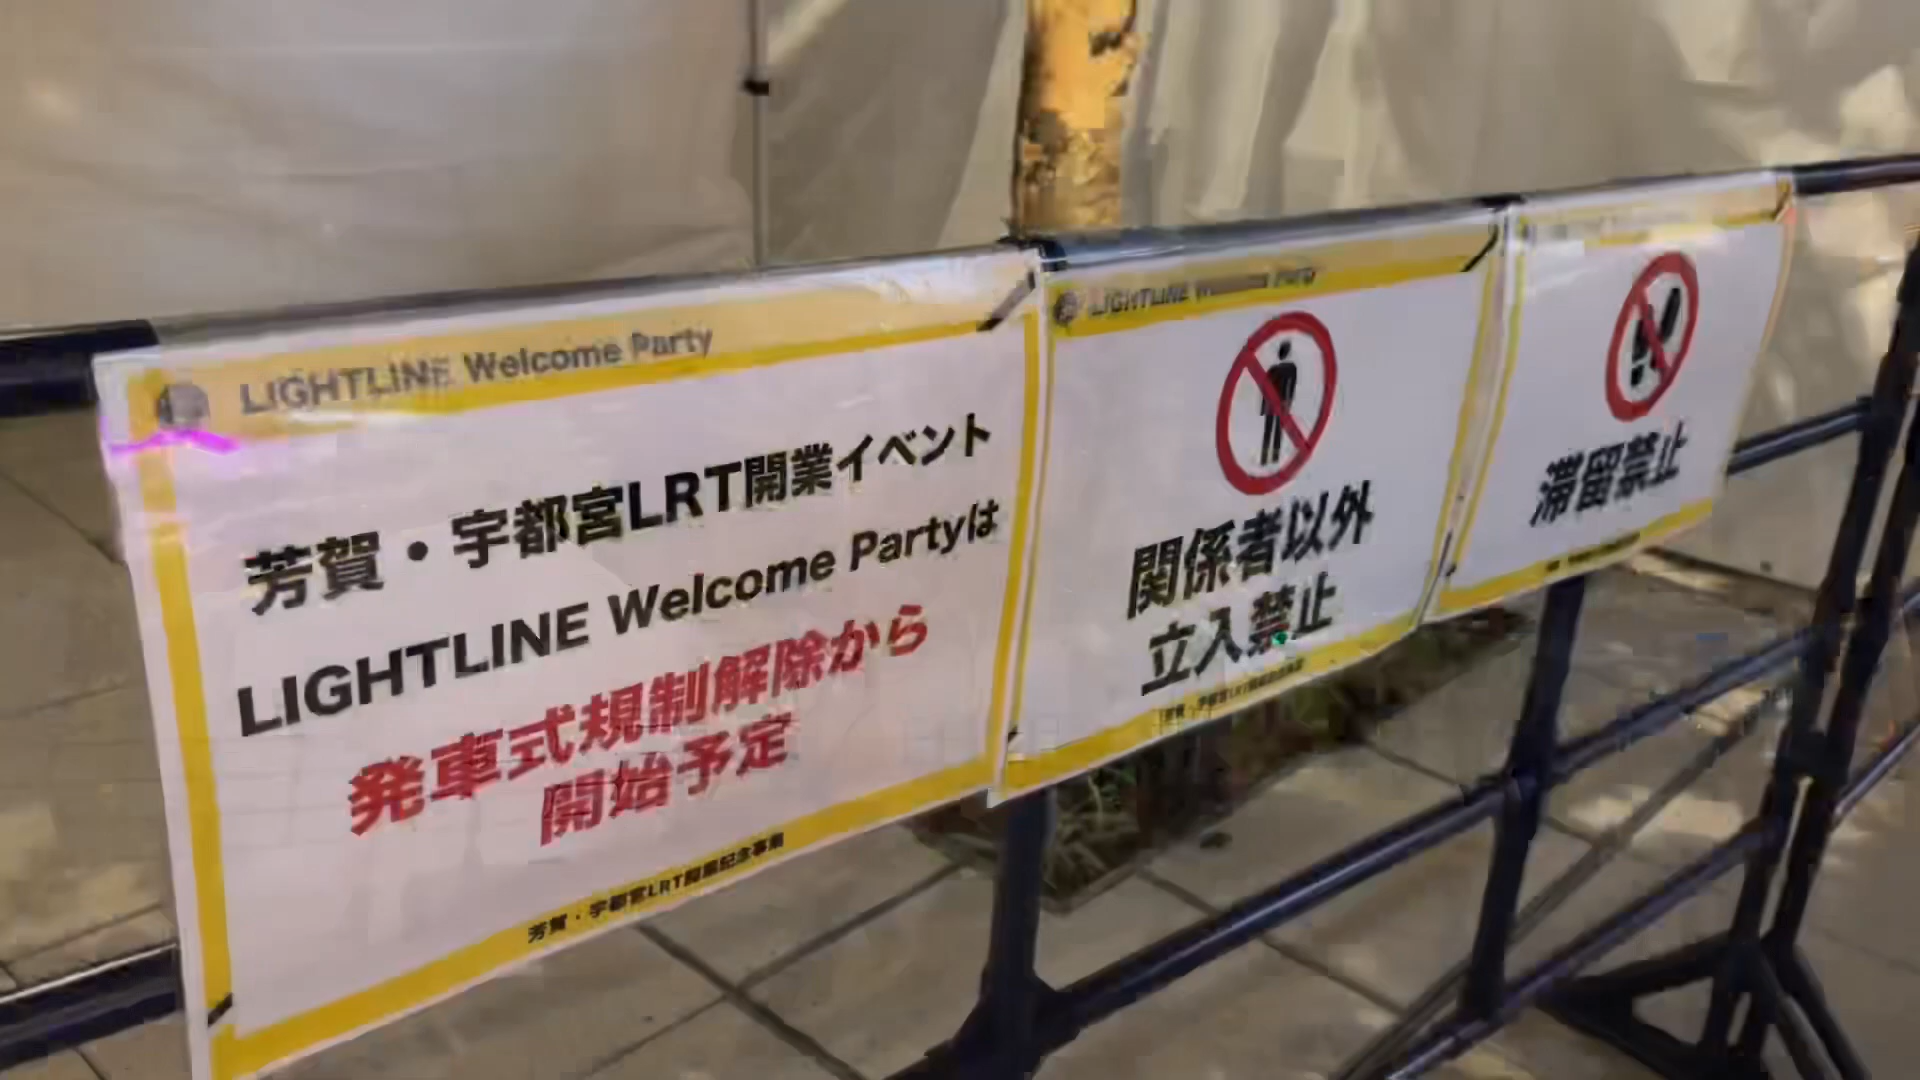 LIGHTLINE Welcome Party
芳賀・宇都宮LRT開業イベント
LIGHTLINE Welcome Partyは
発車式規制解除から
開始予定
芳賀・宇都宮LRT開業記念事業
LIGHTLINE Party
関係者以外
立入禁止
滞留禁止